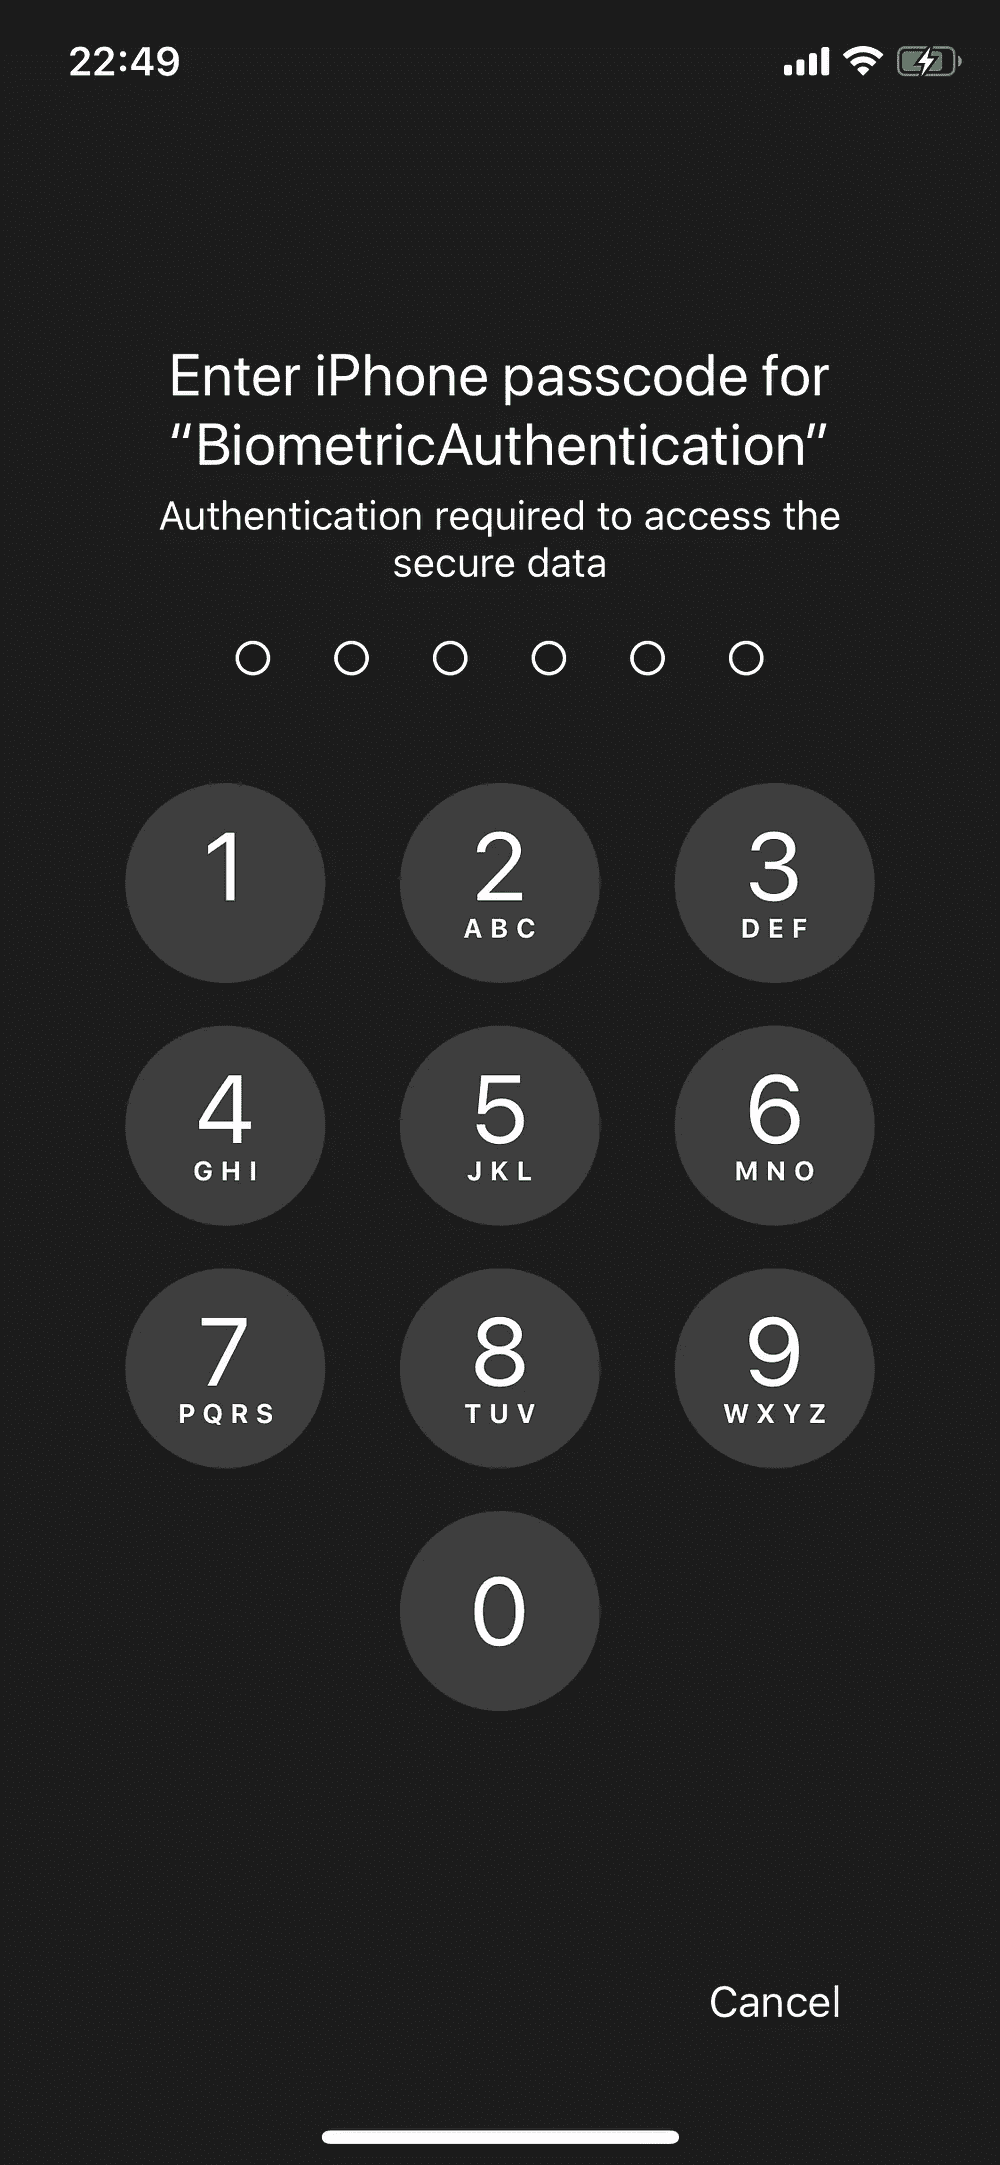 22:49
Enter iPhone passcode for
“BiometricAuthentication”
Authentication required to access the
secure data
1
2
3
ABC
DEF
4
5
6
GHI
JKL
MNO
7
8
9
PQRS
TUV
WXYZ
0
Cancel